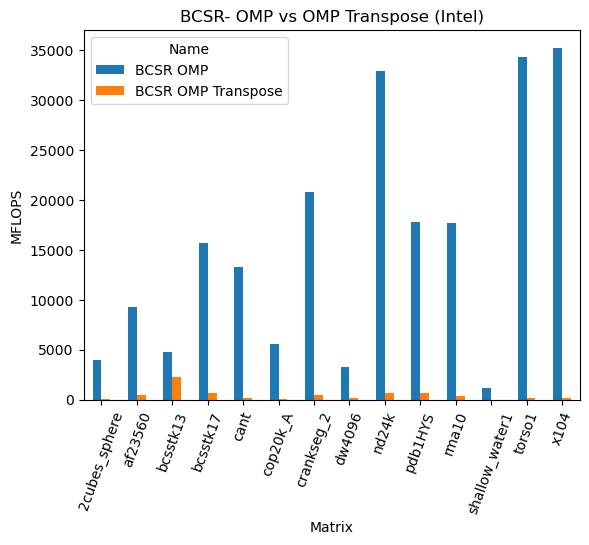 BCSR- OMP vs OMP Transpose (Intel)
Name
BCSR OMP
BCSR OMP Transpose
MFLOPS
35000
30000
25000
20000
15000
10000
5000
0
2cubes_sphere
af23560
bcsstk13
bcsstk17
cant
cop20k_A
crankseg_2
dw4096
nd24k
pdb1HYS
rma10
shallow_water1
torso1
x104
Matrix